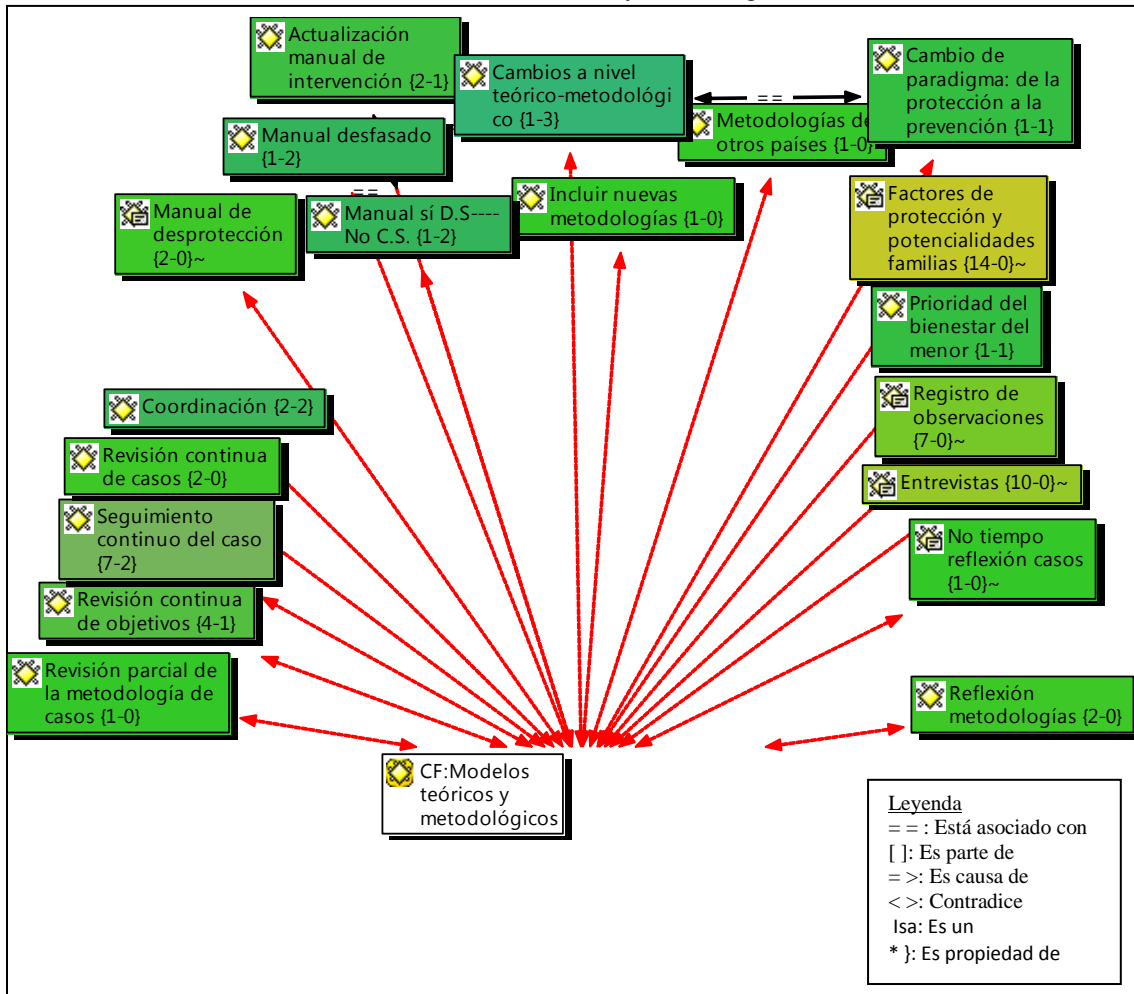 Actualización
manual de
intervención {2-1}
Cambios a nivel
teórico-metodológi
co {1-3}
= =
Cambio de
paradigma: de la
protección a la
prevención {1-1}
Metodologías de
otros países {1-0}
Manual desfasado
{1-2}
= =
Manual de
desprotección
{2-0}~
Manual sí D.S----
No C.S. {1-2}
Incluir nuevas
metodologías {1-0}
Factores de
protección y
potencialidades
familias {14-0}~
Prioridad del
bienestar del
menor {1-1}
Coordinación {2-2}
Registro de
observaciones
{7-0}~
Revisión continua
de casos {2-0}
Entrevistas {10-0}~
Seguimiento
continuo del caso
{7-2}
No tiempo
reflexión casos
{1-0}~
Revisión continua
de objetivos {4-1}
Revisión parcial de
la metodología de
casos {1-0}
Reflexión
metodologías {2-0}
CF:Modelos
teóricos y
metodológicos
Leyenda
= = : Está asociado con
[ ]: Es parte de
= >: Es causa de
< >: Contradice
Isa: Es un
* }: Es propiedad de